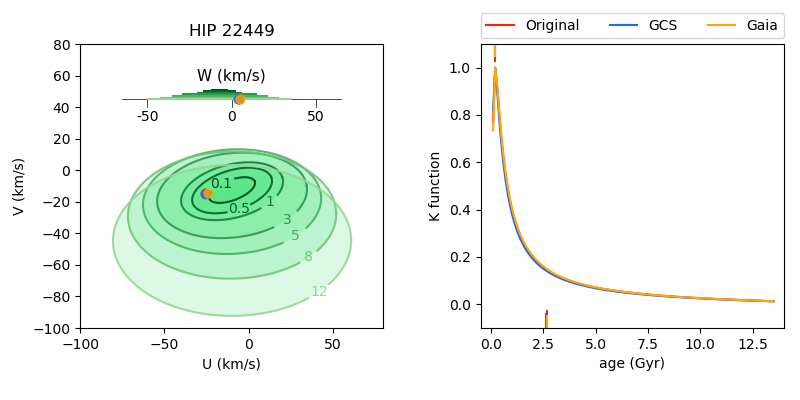 HIP 22449
Original GCS Gaia
80
60
40
20
0
−20
−40
−60
−80
−100
V (km/s)
W (km/s)
-50 0 50
0.1
0.5
1
3
5
8
12
−100 −50 0 50
U (km/s)
1.0
0.8
0.6
0.4
0.2
0.0
K function
0.0 2.5 5.0 7.5 10.0 12.5
age (Gyr)